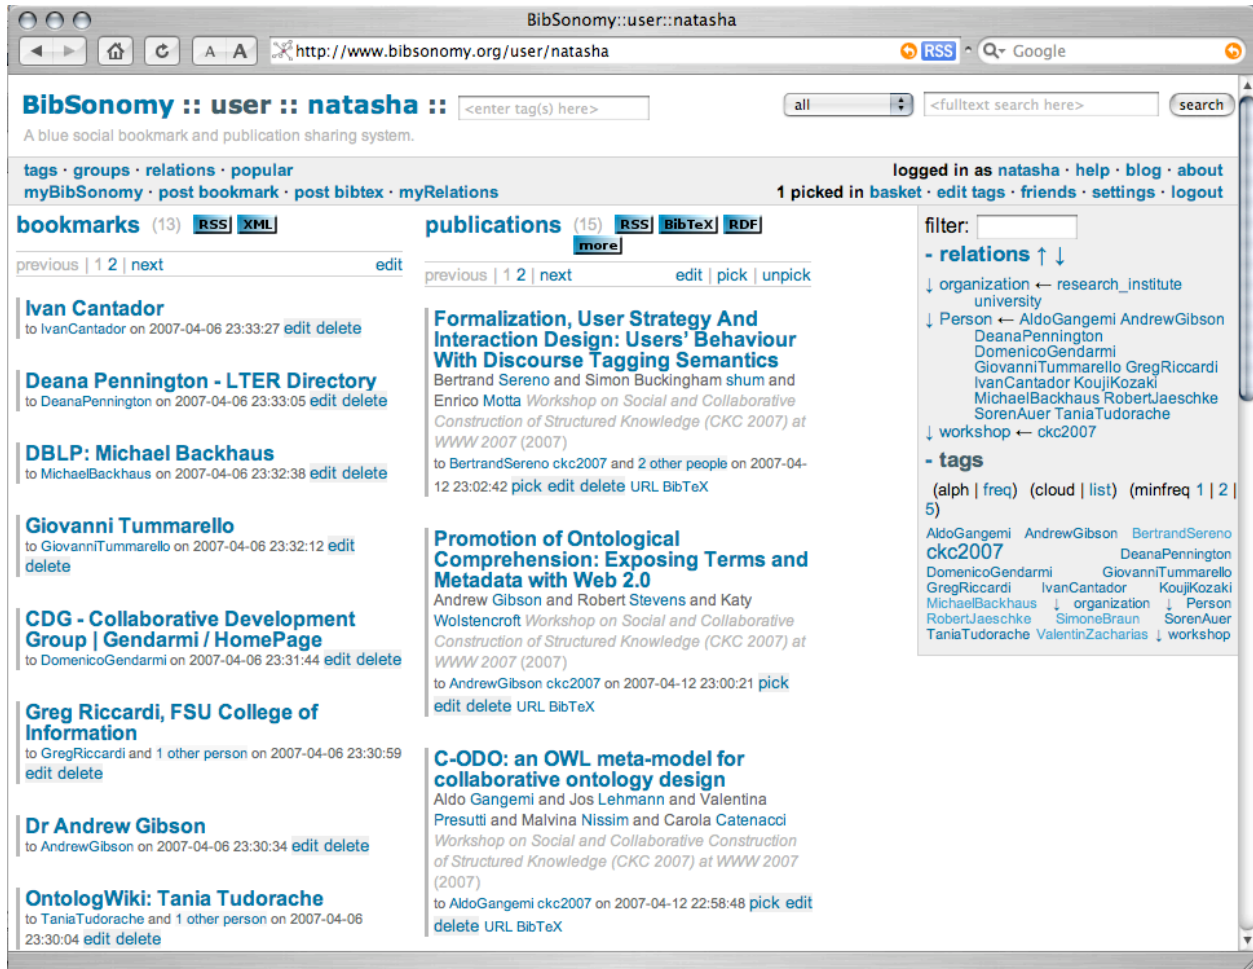 BibSonomy::user::natasha
A A http://www.bibsonomy.org/user/natasha RSS Google
BibSonomy :: user :: natasha :: <enter tag(s) here> all <fulltext search here> search
A blue social bookmark and publication sharing system.
tags · groups · relations · popular
logged in as natasha · help · blog · about
myBibSonomy · post bookmark · post bibtex · myRelations
1 picked in basket · edit tags · friends · settings · logout
bookmarks (13) RSS XML
previous | 1 2 | next edit
Ivan Cantador
to IvanCantador on 2007-04-06 23:33:27 edit delete
Deana Pennington - LTER Directory
to DeanaPennington on 2007-04-06 23:33:05 edit delete
DBLP: Michael Backhaus
to MichaelBackhaus on 2007-04-06 23:32:38 edit delete
Giovanni Tummarello
to GiovanniTummarello on 2007-04-06 23:32:12 edit
delete
CDG - Collaborative Development
Group | Gendarmi / HomePage
to DomenicoGendarmi on 2007-04-06 23:31:44 edit delete
Greg Riccardi, FSU College of
Information
to GregRiccardi and 1 other person on 2007-04-06 23:30:59
edit delete
Dr Andrew Gibson
to AndrewGibson on 2007-04-06 23:30:34 edit delete
OntologWiki: Tania Tudorache
to TaniaTudorache and 1 other person on 2007-04-06
23:30:04 edit delete
publications (15) RSS BibTeX RDF
more
previous | 1 2 | next edit | pick | unpick
Formalization, User Strategy And
Interaction Design: Users' Behaviour
With Discourse Tagging Semantics
Bertrand Sereno and Simon Buckingham shum and
Enrico Motta Workshop on Social and Collaborative
Construction of Structured Knowledge (CKC 2007) at
WWW 2007 (2007)
to BertrandSereno ckc2007 and 2 other people on 2007-04-
12 23:02:42 pick edit delete URL BibTeX
Promotion of Ontological
Comprehension: Exposing Terms and
Metadata with Web 2.0
Andrew Gibson and Robert Stevens and Katy
Wolstencroft Workshop on Social and Collaborative
Construction of Structured Knowledge (CKC 2007) at
WWW 2007 (2007)
to AndrewGibson ckc2007 on 2007-04-12 23:00:21 pick
edit delete URL BibTeX
C-ODO: an OWL meta-model for
collaborative ontology design
Aldo Gangemi and Jos Lehmann and Valentina
Presutti and Malvina Nissim and Carola Catenacci
Workshop on Social and Collaborative Construction
of Structured Knowledge (CKC 2007) at WWW 2007
(2007)
to AldoGangemi ckc2007 on 2007-04-12 22:58:48 pick edit
delete URL BibTeX
filter:
- relations ↑ ↓
↓ organization ← research_institute
university
↓ Person ← AldoGangemi AndrewGibson
DeanaPennington
DomenicoGendarmi
GiovanniTummarello GregRiccardi
IvanCantador KoujiKozaki
MichaelBackhaus RobertJaeschke
SorenAuer TaniaTudorache
↓ workshop ← ckc2007
- tags
(alph | freq) (cloud | list) (minfreq 1 | 2 |
5)
AldoGangemi AndrewGibson BertrandSereno
ckc2007 DeanaPennington
DomenicoGendarmi GiovanniTummarello
GregRiccardi IvanCantador KoujiKozaki
MichaelBackhaus ↓ organization ↓ Person
RobertJaeschke SimoneBraun SorenAuer
TaniaTudorache ValentinZacharias ↓ workshop